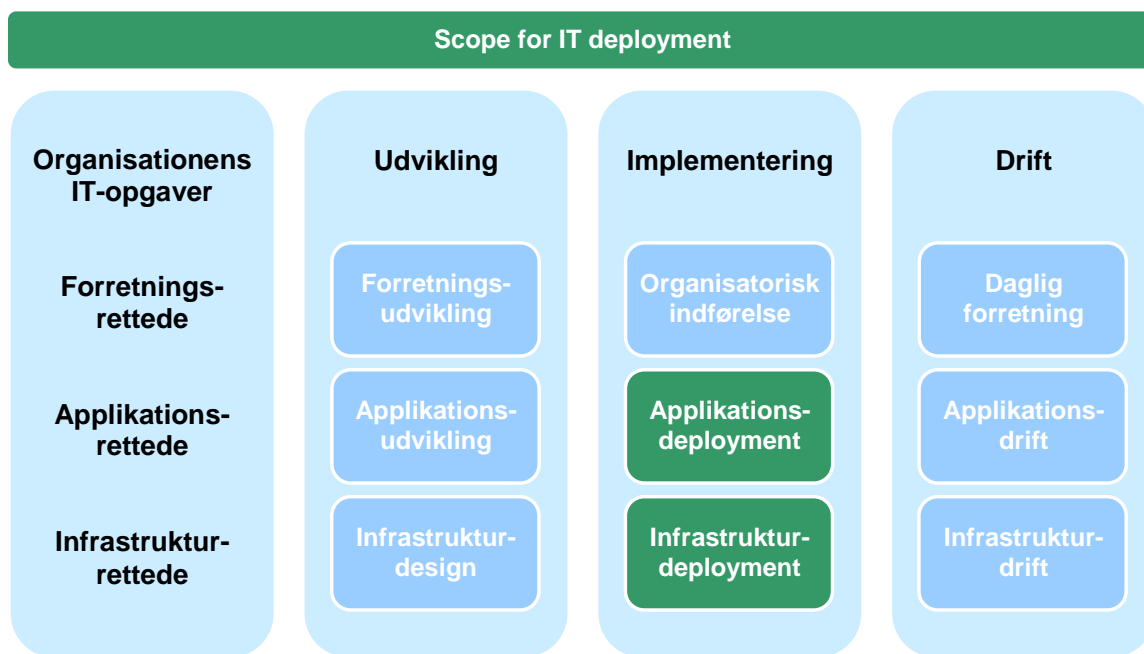 Scope for IT deployment
Organisationens
IT-opgaver
Udvikling
Implementering
Drift
Forretnings-
rettede
Forretnings-
udvikling
Organisatorisk
indførelse
Daglig
forretning
Applikations-
rettede
Applikations-
udvikling
Applikations-
deployment
Applikations-
drift
Infrastruktur-
rettede
Infrastruktur-
design
Infrastruktur-
deployment
Infrastruktur-
drift